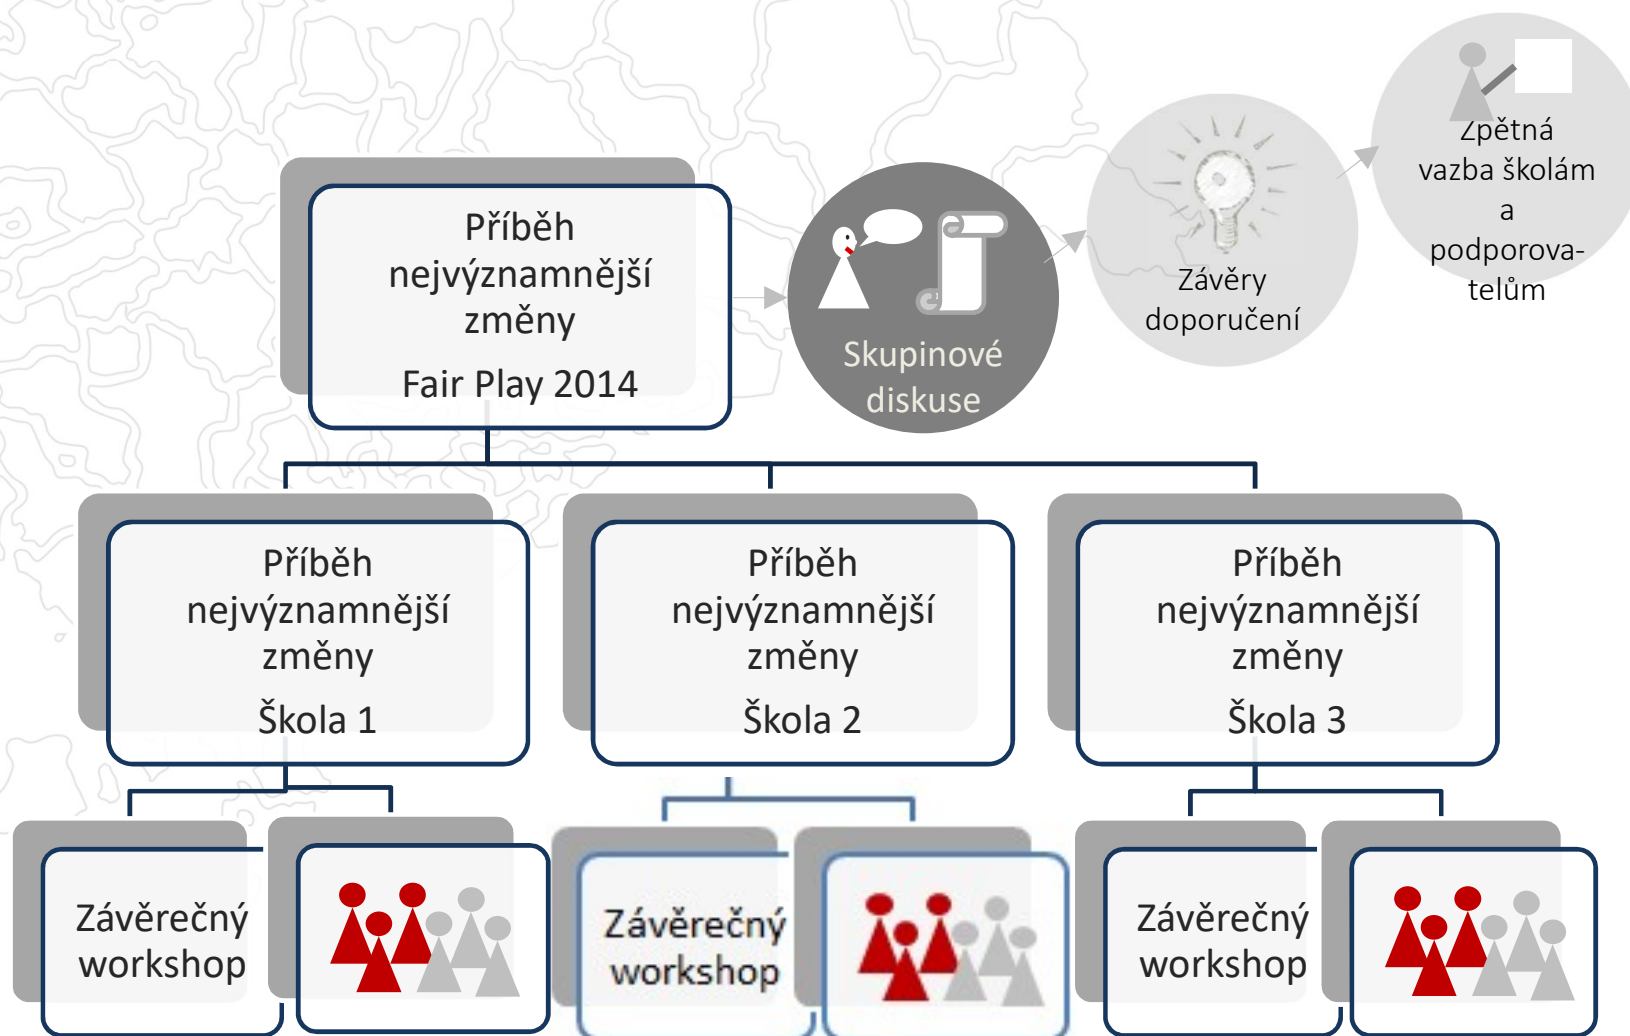 Příběh
nejvýznamnější
změny
Fair Play 2014
Skupinové
diskuse
Závěry
doporučení
Zpětná
vazba školám
a
podporova-
telům
Příběh
nejvýznamnější
změny
Škola 1
Příběh
nejvýznamnější
změny
Škola 2
Příběh
nejvýznamnější
změny
Škola 3
Závěrečný
workshop
Závěrečný
workshop
Závěrečný
workshop